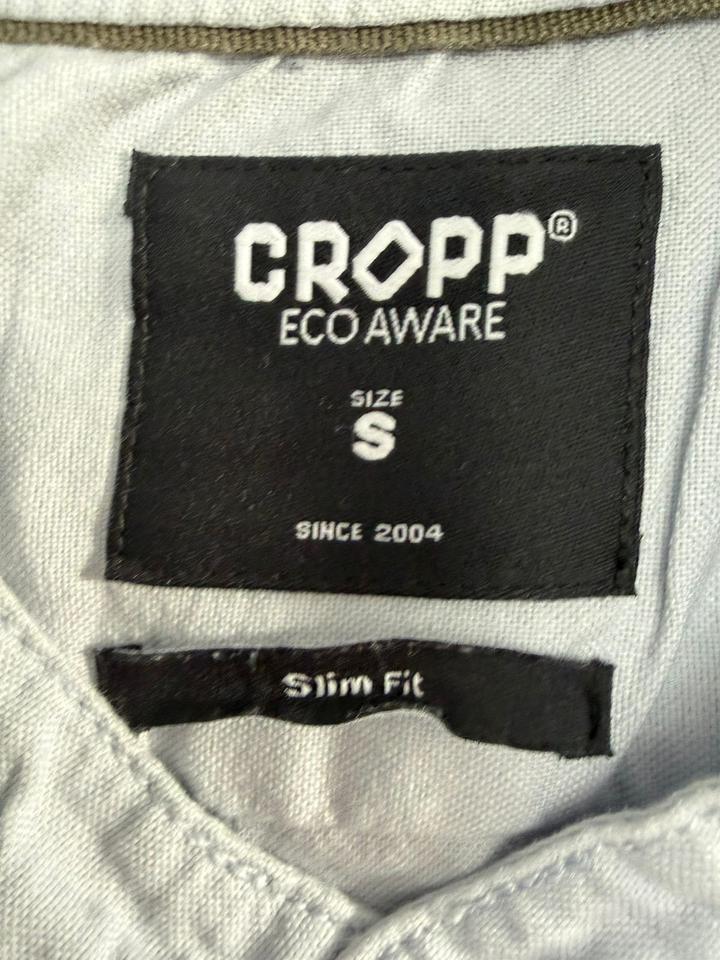 CROPP®
ECO AWARE
SIZE
S
SINCE 2004
Slim Fit